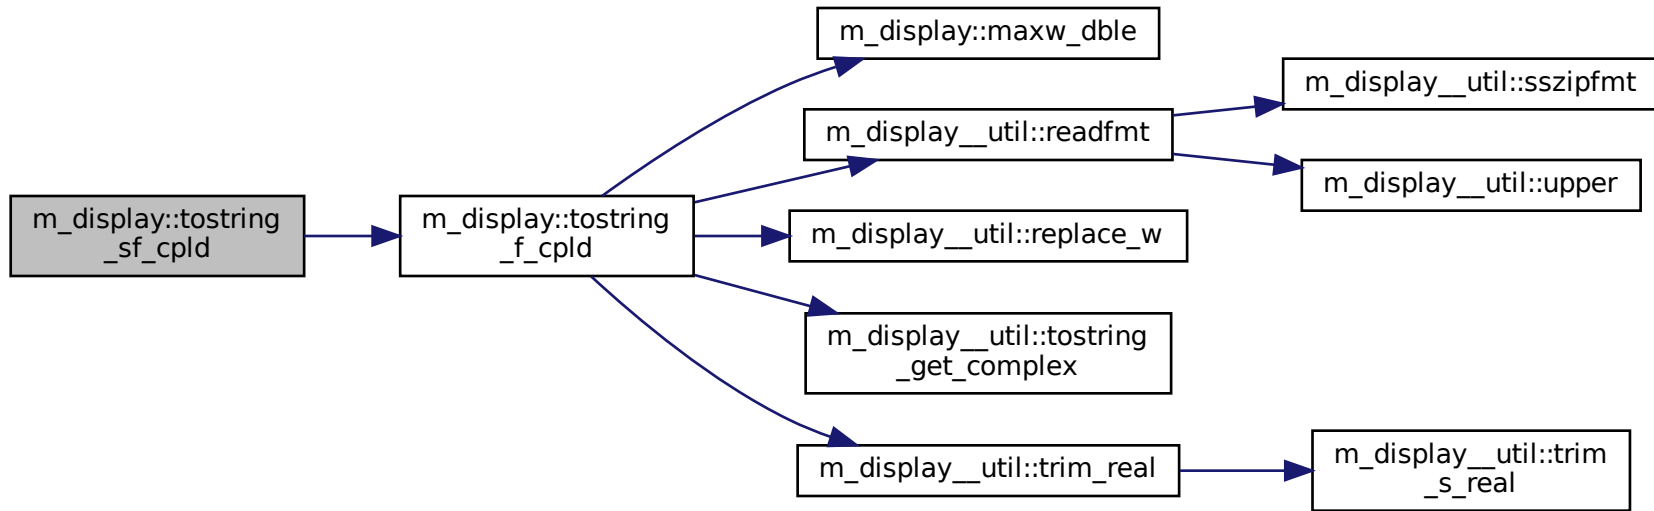 m_display::tostring
_sf_cpld
m_display::tostring
_f_cpld
m_display::maxw_dble
m_display__util::readfmt
m_display__util::sszipfmt
m_display__util::upper
m_display__util::replace_w
m_display__util::tostring
_get_complex
m_display__util::trim_real
m_display__util::trim
_s_real